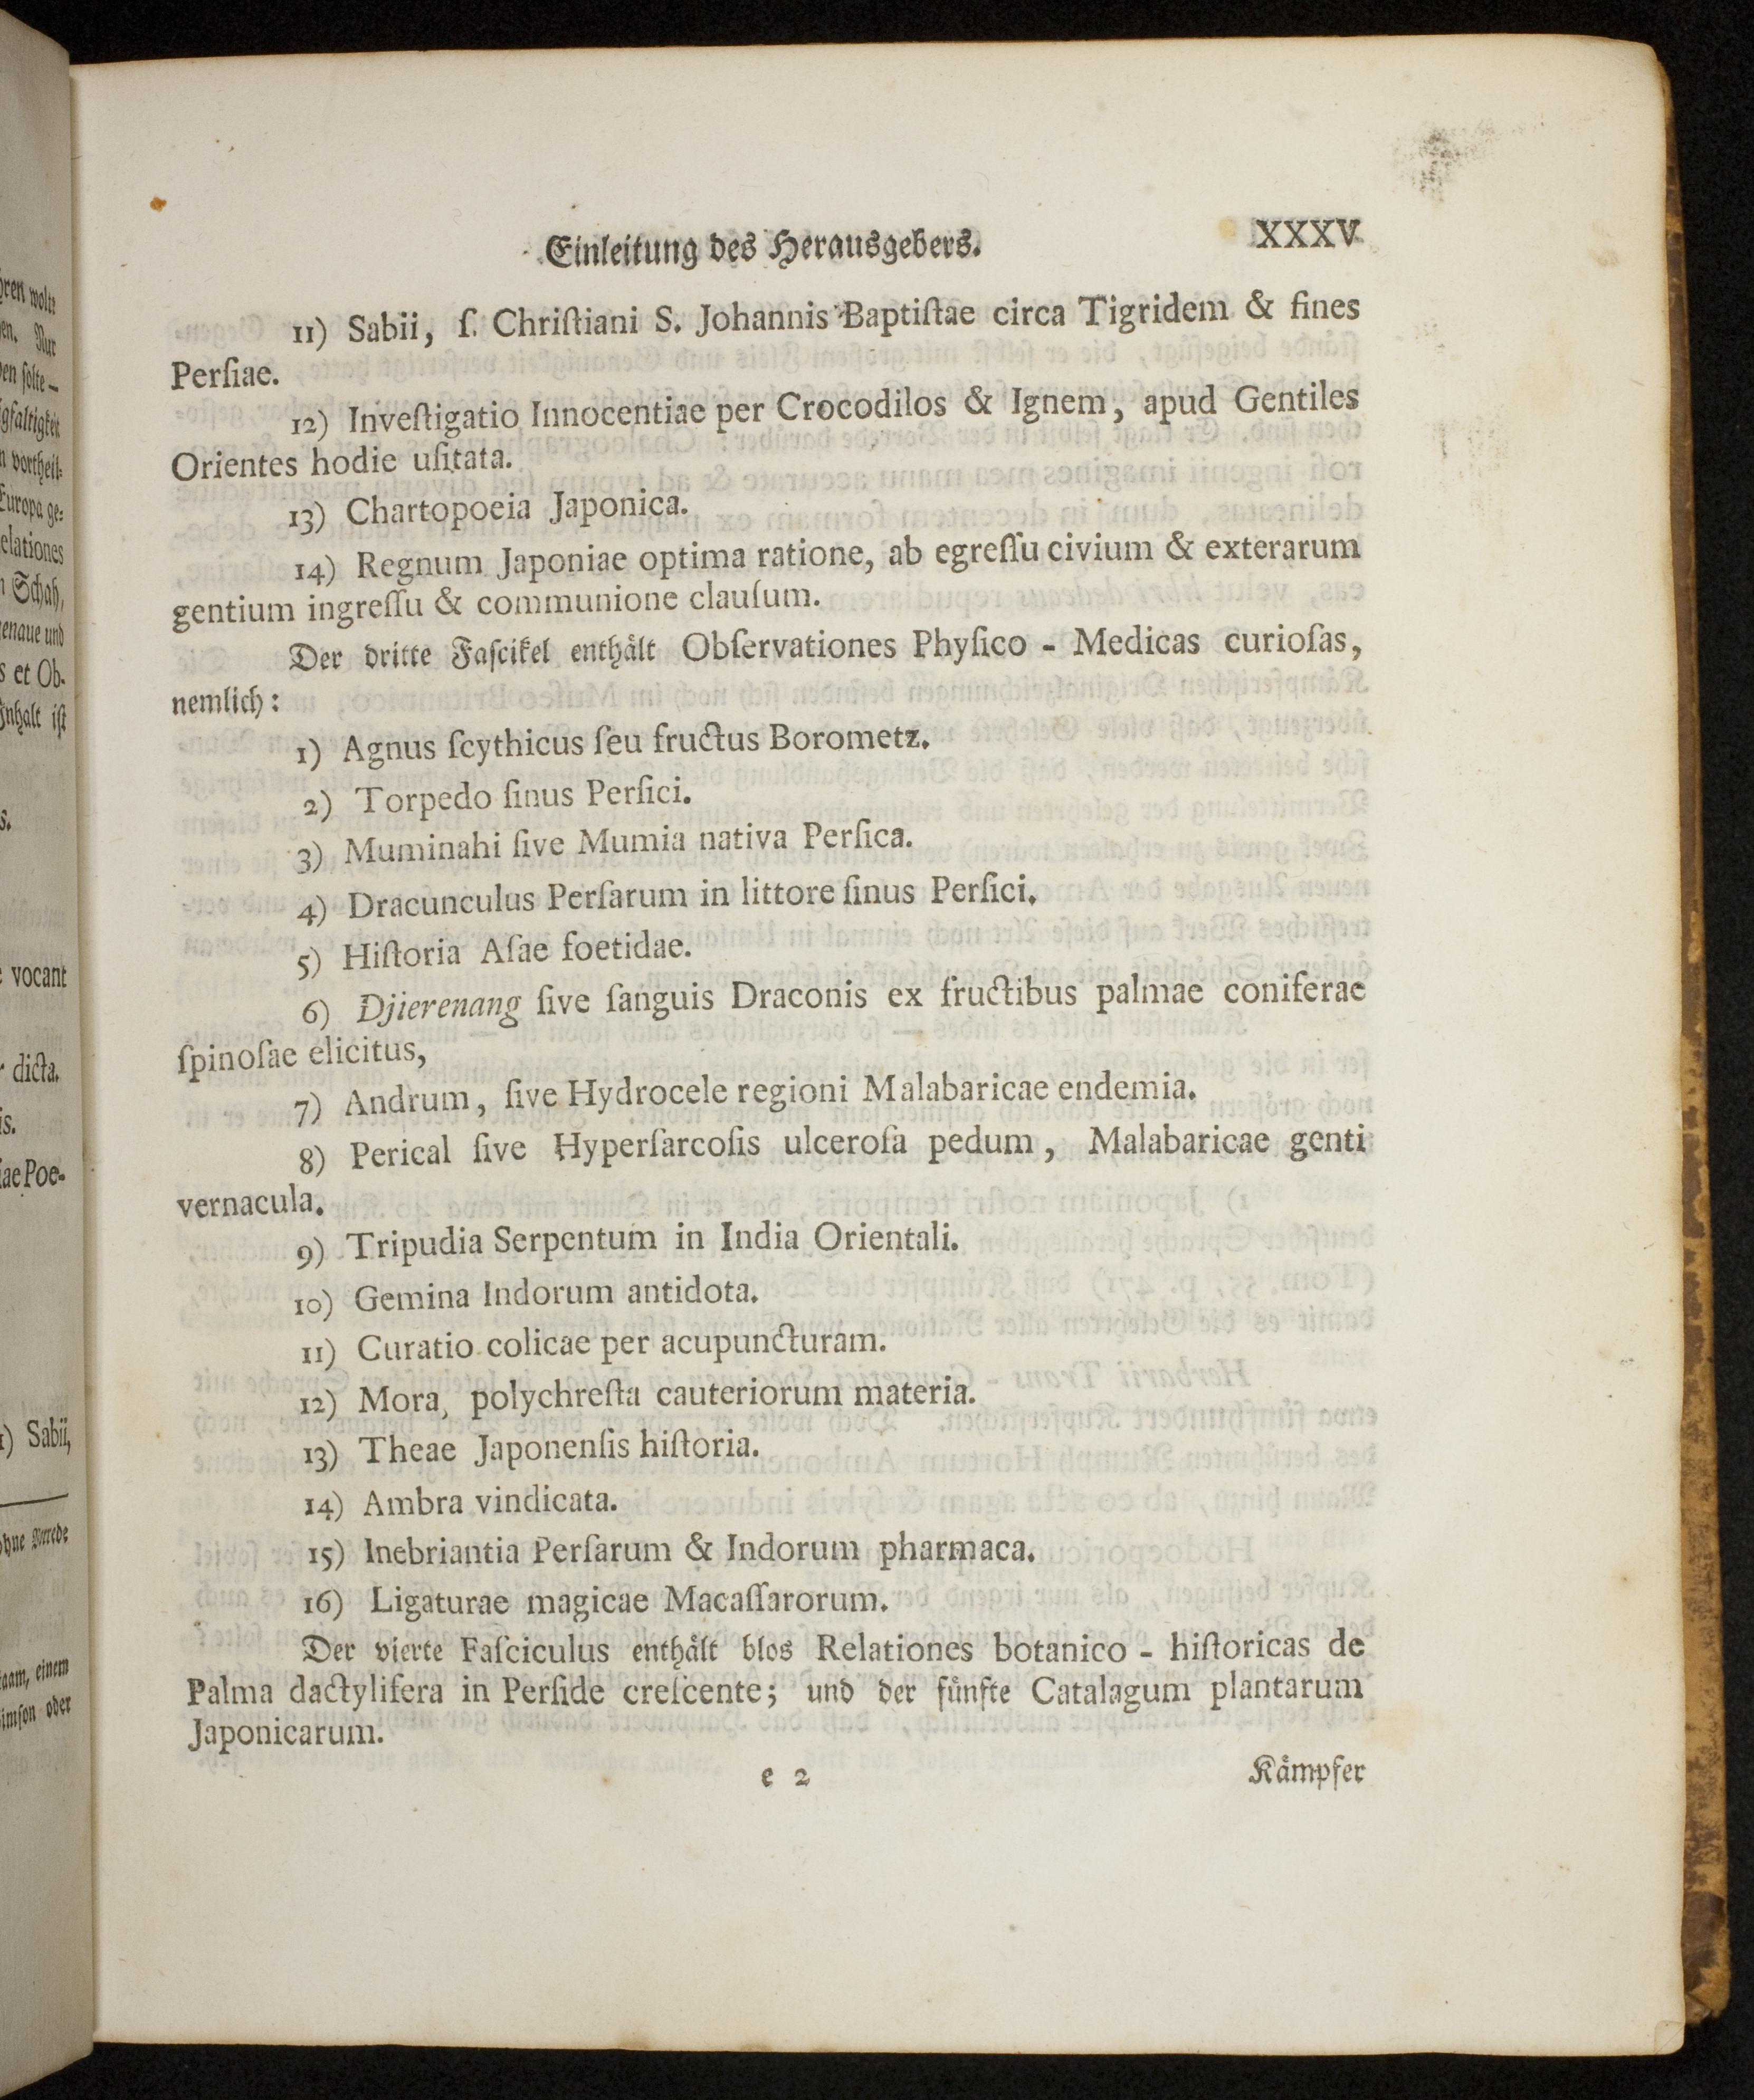 Einleitung des Herausgebers. XXXV
11) Sabii, ſ. Chriſtiani S. Johannis Baptiſtae circa Tigridem & fines
Perſiae.
12) Inveſtigatio Innocentiae per Crocodilos & Ignem, apud Gentiles
Orientes hodie uſitata.
13) Chartopoeia Japonica.
14) Regnum Japoniae optima ratione, ab egreſſu civium & exterarum
gentium ingreſſu & communione clauſum.
Der dritte Faſcikel enthält Obſervationes Phyſico - Medicas curioſas,
nemlich:
1) Agnus ſcythicus ſeu fructus Borometz.
2) Torpedo ſinus Perſici.
3) Muminahi ſive Mumia nativa Perſica.
4) Dracunculus Perſarum in littore ſinus Perſici.
5) Hiſtoria Aſae foetidae.
6) Djierenang ſive ſanguis Draconis ex fructibus palmae coniferae
ſpinoſae elicitus,
7) Andrum, ſive Hydrocele regioni Malabaricae endemia.
8) Perical ſive Hyperſarcoſis ulceroſa pedum, Malabaricae genti
vernacula.
9) Tripudia Serpentum in India Orientali.
10) Gemina Indorum antidota.
11) Curatio colicae per acupuncturam.
12) Mora, polychreſta cauteriorum materia.
13) Theae Japonenſis hiſtoria.
14) Ambra vindicata.
15) Inebriantia Perſarum & Indorum pharmaca.
16) Ligaturae magicae Macaſſarorum.
Der vierte Faſciculus enthält blos Relationes botanico - hiſtoricas de
Palma dactylifera in Perſide creſcente; und der fünfte Catalagum plantarum
Japonicarum.
e 2 Kämpfer